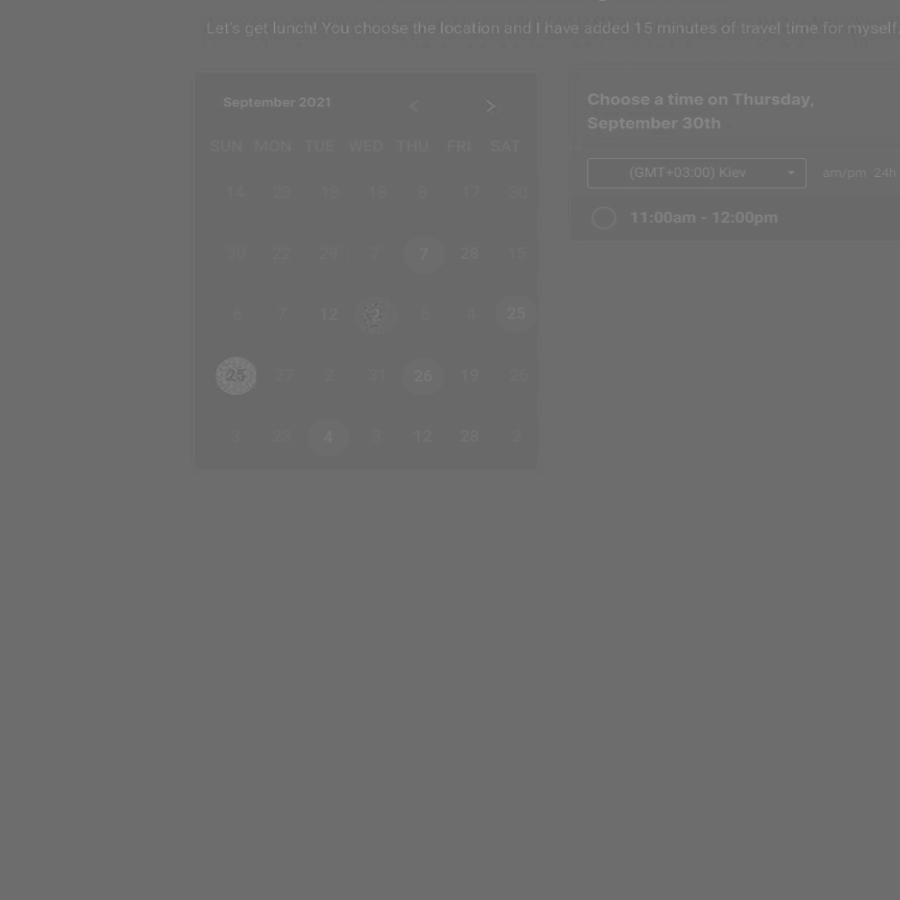 Let's get lunch! You choose the location and I have added 15 minutes of travel time for myself.
September 2021 < >
SUN MON TUE WED THU FRI SAT
14 29 18 18 8 17 30
30 22 29 7 7 28 15
6 7 12 2 6 4 25
25 27 2 31 26 19 26
3 23 4 3 12 28 2
Choose a time on Thursday,
September 30th
(GMT+03:00) Kiev
am/pm 24h
11:00am - 12:00pm